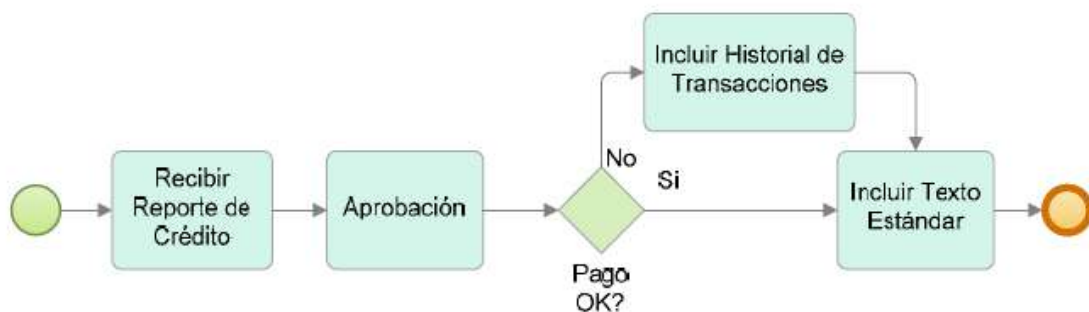 Incluir Historial de
Transacciones
No
Si
Recibir
Reporte de
Crédito
Aprobación
Incluir Texto
Estándar
Pago
OK?